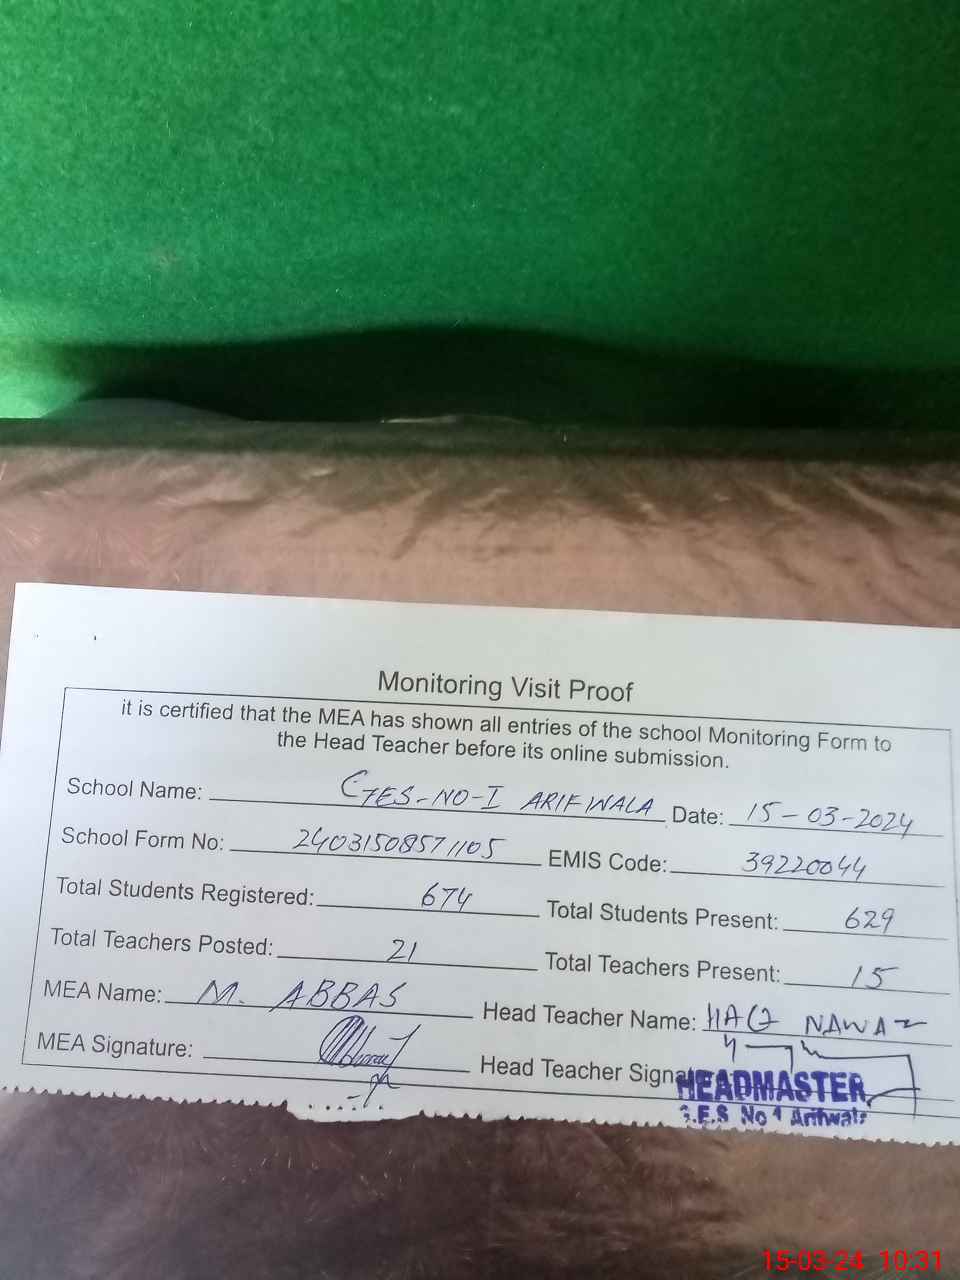 Monitoring Visit Proof
it is certified that the MEA has shown all entries of the school Monitoring Form to
the Head Teacher before its online submission.
School Name: GES-NO-I ARIFWALA Date: 15-03-2024
School Form No: 24031508571105 EMIS Code: 39220044
Total Students Registered: 674 Total Students Present: 629
Total Teachers Posted: 21 Total Teachers Present: 15
MEA Name: M. ABBAS Head Teacher Name: HAQ NAWAZ
MEA Signature: Head Teacher
HEADMASTER
G.E.S No 1 Arifwala
15-03-24 10:31